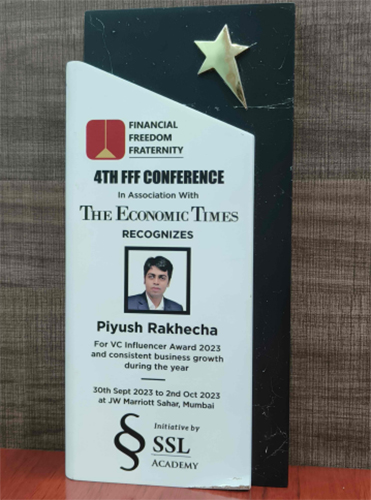 FINANCIAL
FREEDOM
FRATERNITY
4TH FFF CONFERENCE
In Association With
THE ECONOMIC TIMES
RECOGNIZES
Piyush Rakhecha
For VC Influencer Award 2023
and consistent business growth
during the year
30th Sept 2023 to 2nd Oct 2023
at JW Marriott Sahar, Mumbai
Initiative by
SSL
ACADEMY